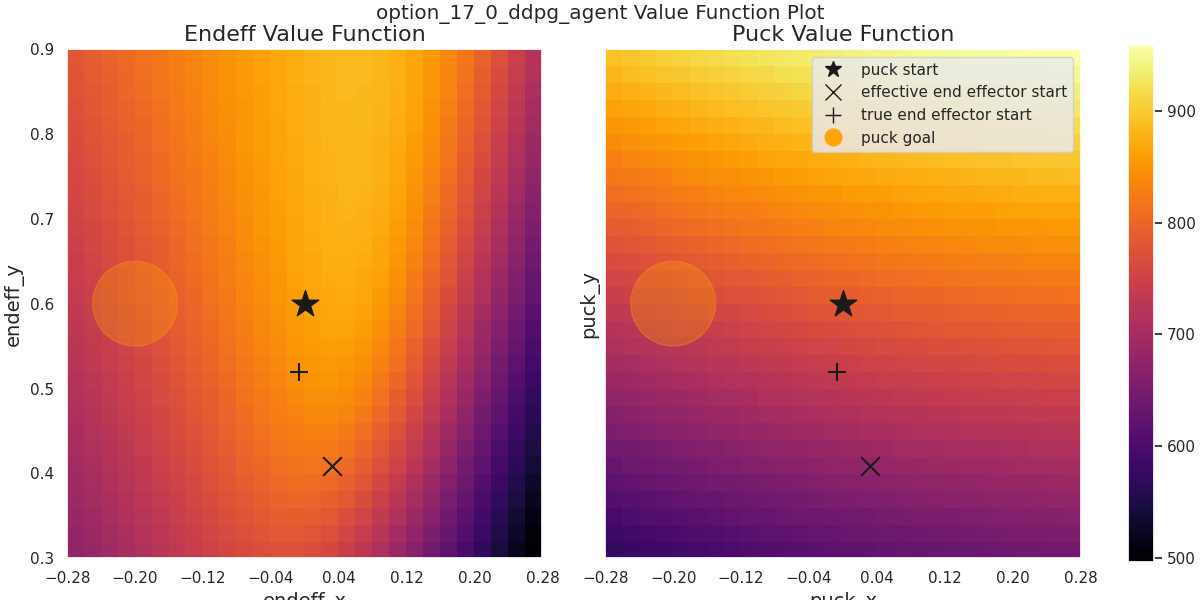 option_17_0_ddpg_agent Value Function Plot
Endeff Value Function
Puck Value Function
0.9
0.8
0.7
0.6
0.5
0.4
0.3
endeff_y
−0.28 −0.20 −0.12 −0.04 0.04 0.12 0.20 0.28
endeff_x
puck start
effective end effector start
true end effector start
puck goal
puck_y
−0.28 −0.20 −0.12 −0.04 0.04 0.12 0.20 0.28
puck_x
900
800
700
600
500